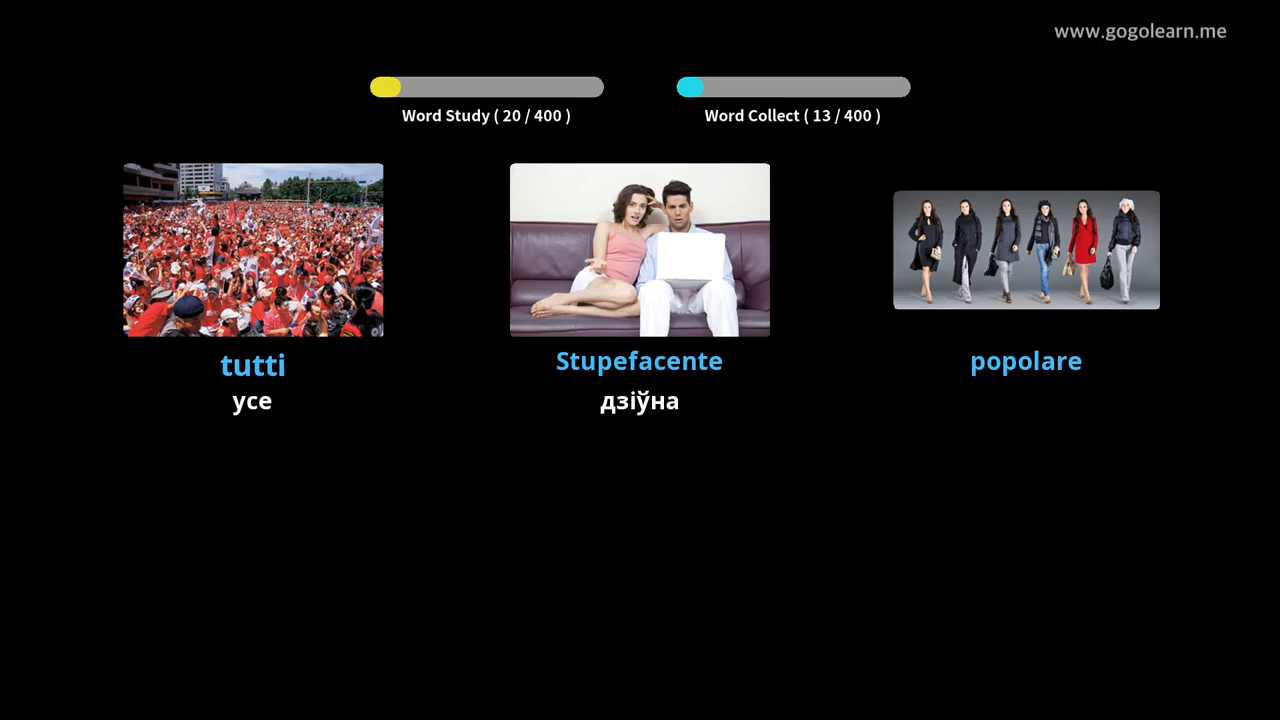 www.gogolearn.me
Word Study ( 20 / 400 )
Word Collect ( 13 / 400 )
tutti
усе
Stupefacente
дзіўна
popolare